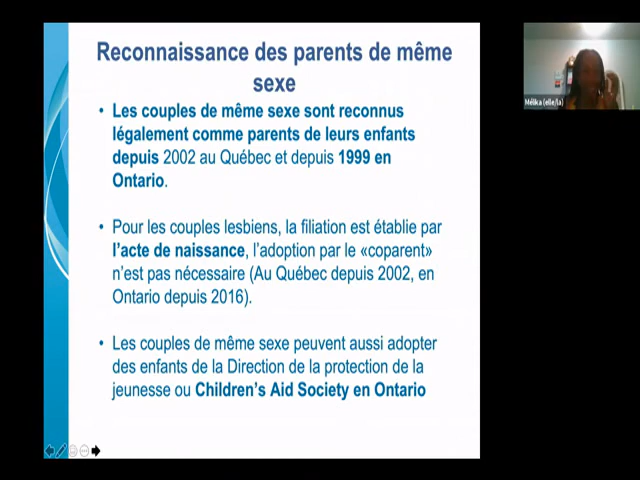 Reconnaissance des parents de même
sexe
• Les couples de même sexe sont reconnus
légalement comme parents de leurs enfants
depuis 2002 au Québec et depuis 1999 en
Ontario.
• Pour les couples lesbiens, la filiation est établie par
l'acte de naissance, l'adoption par le «coparent»
n'est pas nécessaire (Au Québec depuis 2002, en
Ontario depuis 2016).
• Les couples de même sexe peuvent aussi adopter
des enfants de la Direction de la protection de la
jeunesse ou Children's Aid Society en Ontario
Mélika (elle/la)